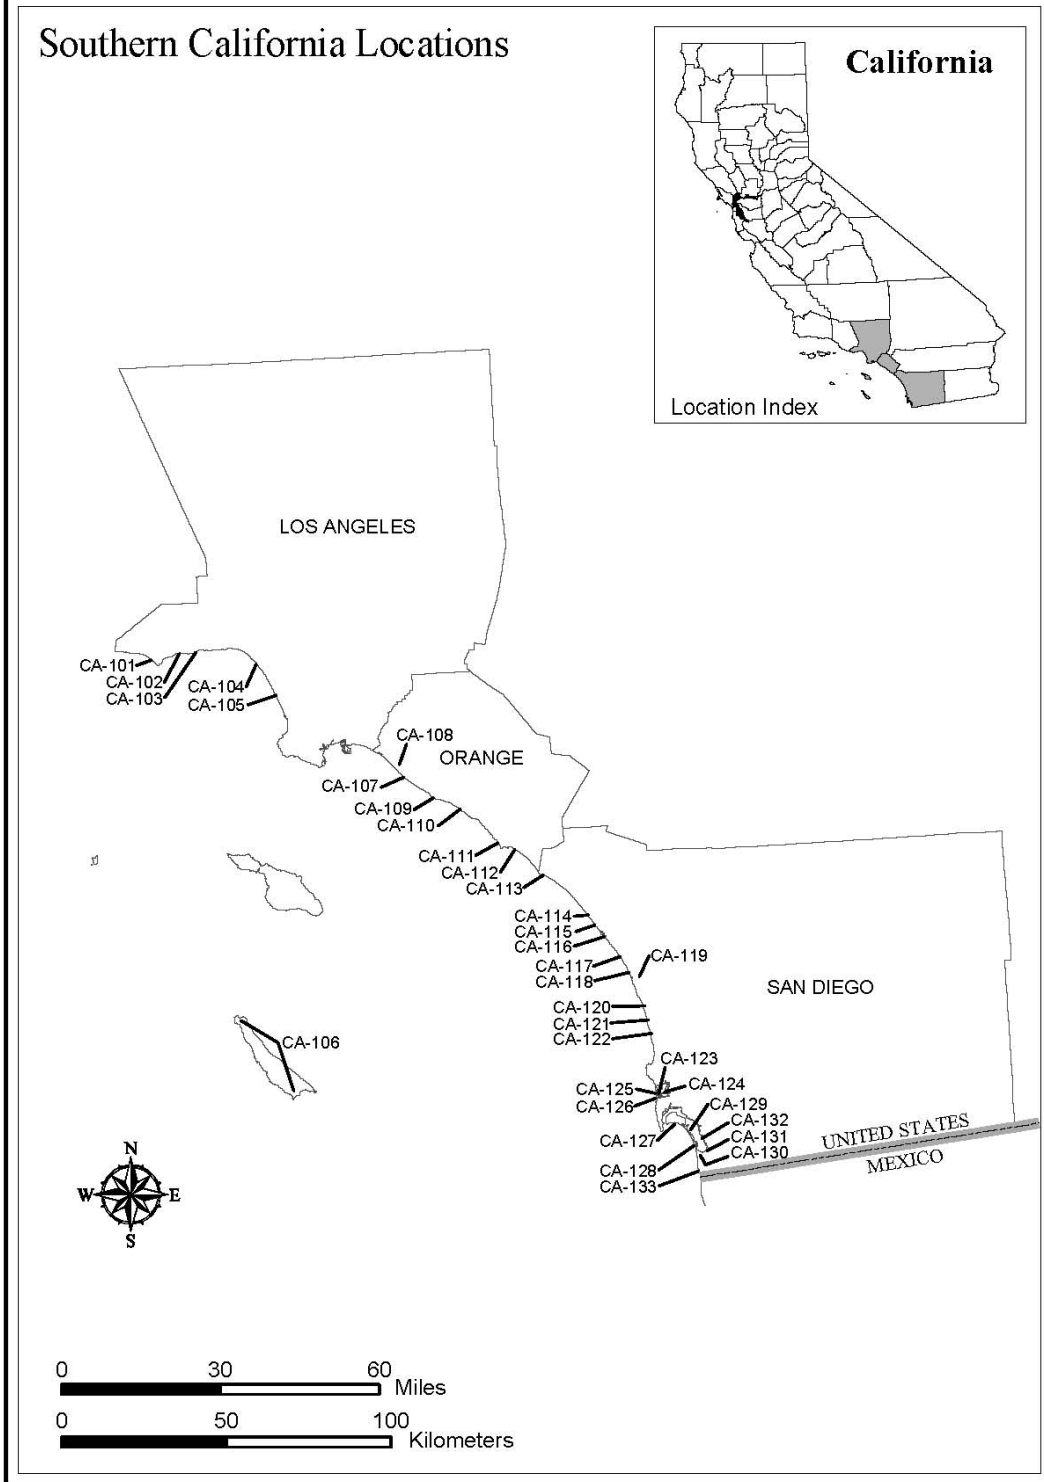 Southern California Locations
California
Location Index
LOS ANGELES
CA-101
CA-102
CA-103
CA-104
CA-105
CA-108
ORANGE
CA-107
CA-109
CA-110
CA-111
CA-112
CA-113
CA-114
CA-115
CA-116
CA-117
CA-118
CA-119
SAN DIEGO
CA-120
CA-121
CA-122
CA-106
CA-123
CA-124
CA-125
CA-126
CA-129
CA-132
CA-131
CA-130
CA-127
CA-128
CA-133
UNITED STATES
MEXICO
N
W
E
S
0 30 60
Miles
0 50 100
Kilometers